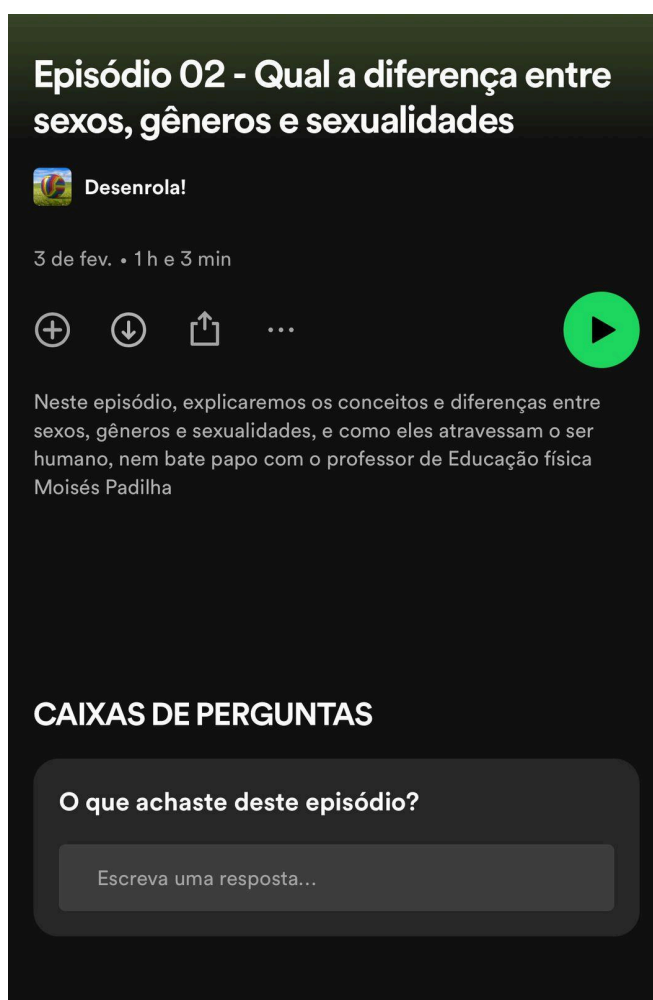 Episódio 02 - Qual a diferença entre
sexos, gêneros e sexualidades
Desenrola!
3 de fev. • 1 h e 3 min
Neste episódio, explicaremos os conceitos e diferenças entre
sexos, gêneros e sexualidades, e como eles atravessam o ser
humano, nem bate papo com o professor de Educação física
Moisés Padilha
CAIXAS DE PERGUNTAS
O que achaste deste episódio?
Escreva uma resposta...